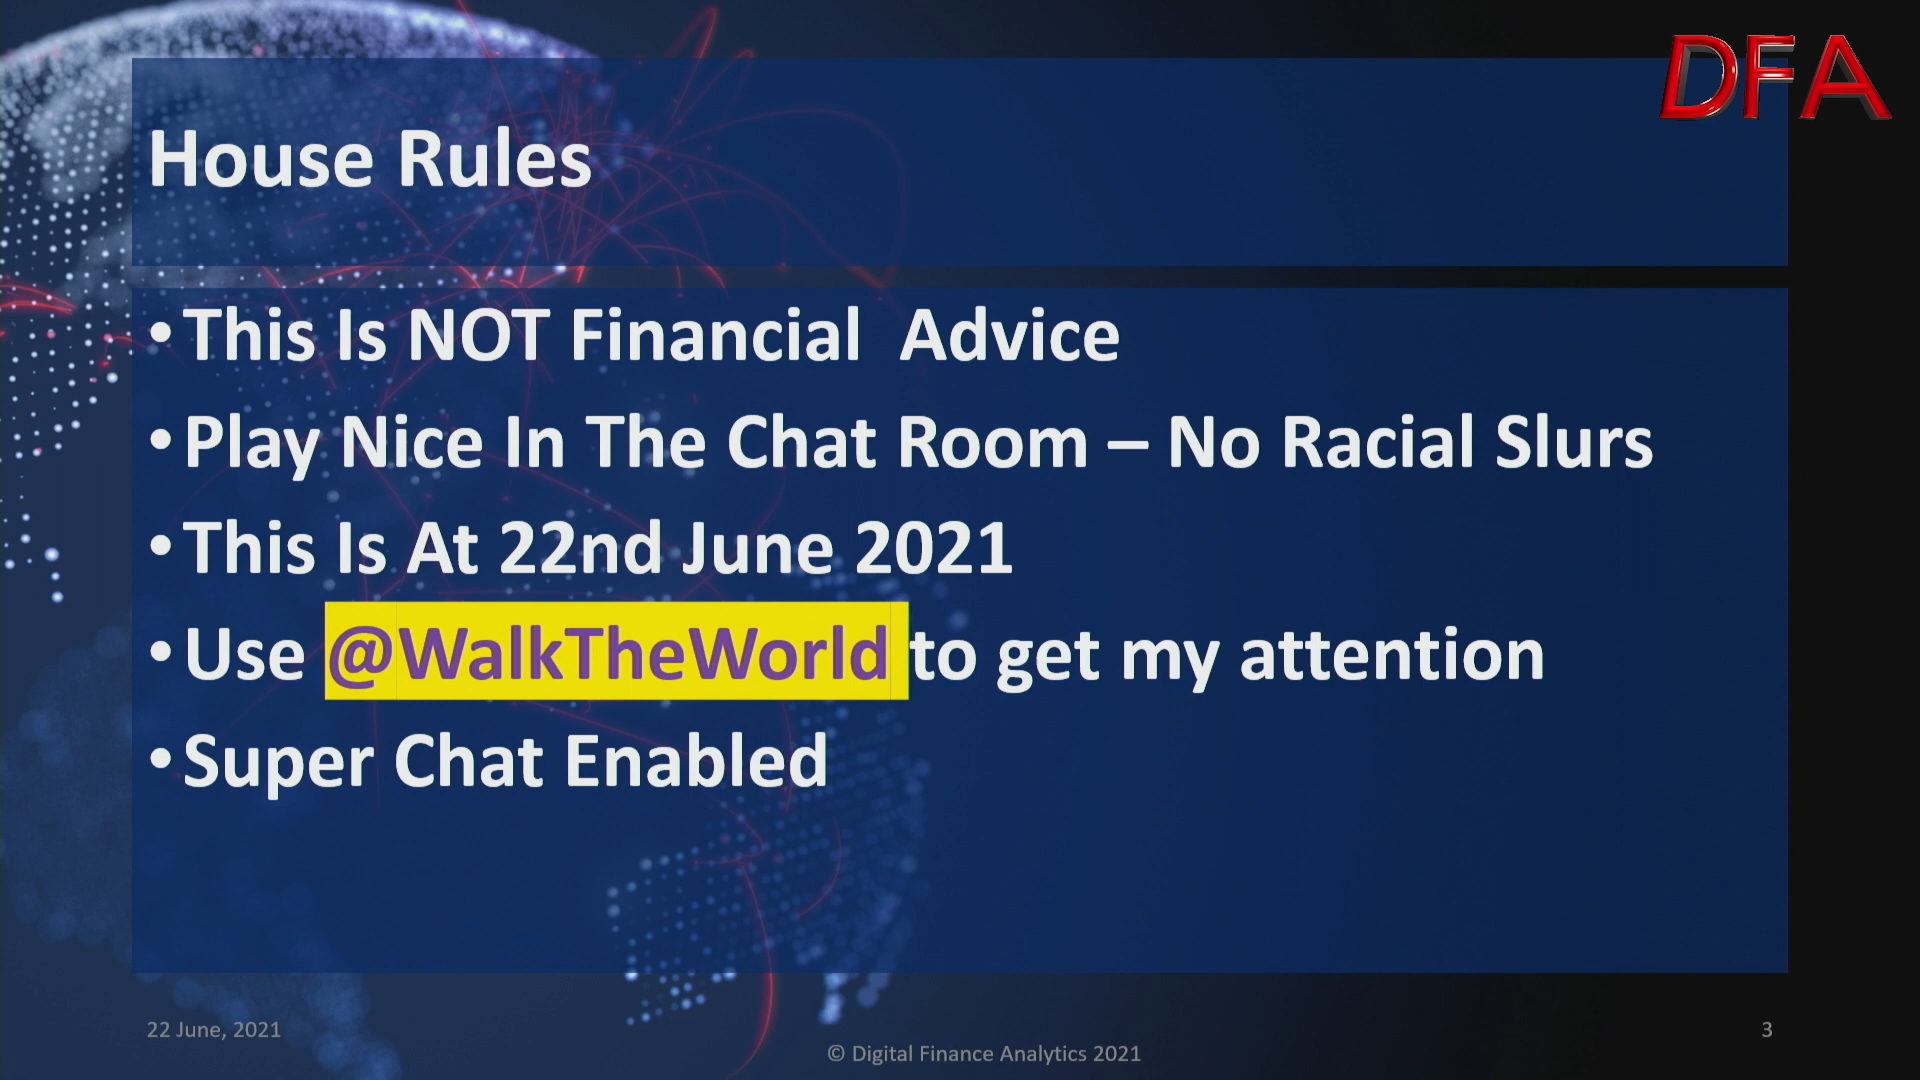 DFA
House Rules
•This Is NOT Financial  Advice
•Play Nice In The Chat Room – No Racial Slurs
•This Is At 22nd June 2021
•Use @WalkTheWorld to get my attention
•Super Chat Enabled
22 June, 2021
© Digital Finance Analytics 2021
3